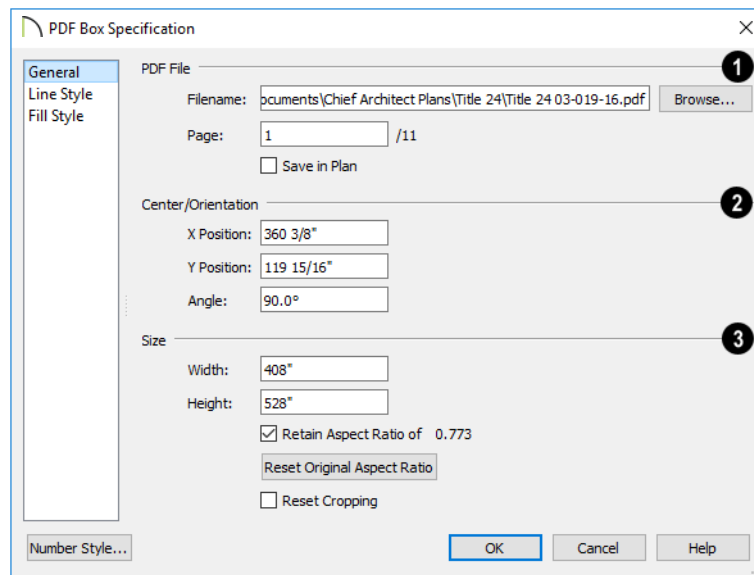 PDF Box Specification
General
Line Style
Fill Style
PDF File
1
Filename: ocuments\Chief Architect Plans\Title 24\Title 24 03-019-16.pdf Browse...
Page: 1 /11
Save in Plan
Center/Orientation
2
X Position: 360 3/8"
Y Position: 119 15/16"
Angle: 90.0°
Size
3
Width: 408"
Height: 528"
Retain Aspect Ratio of 0.773
Reset Original Aspect Ratio
Reset Cropping
Number Style... OK Cancel Help